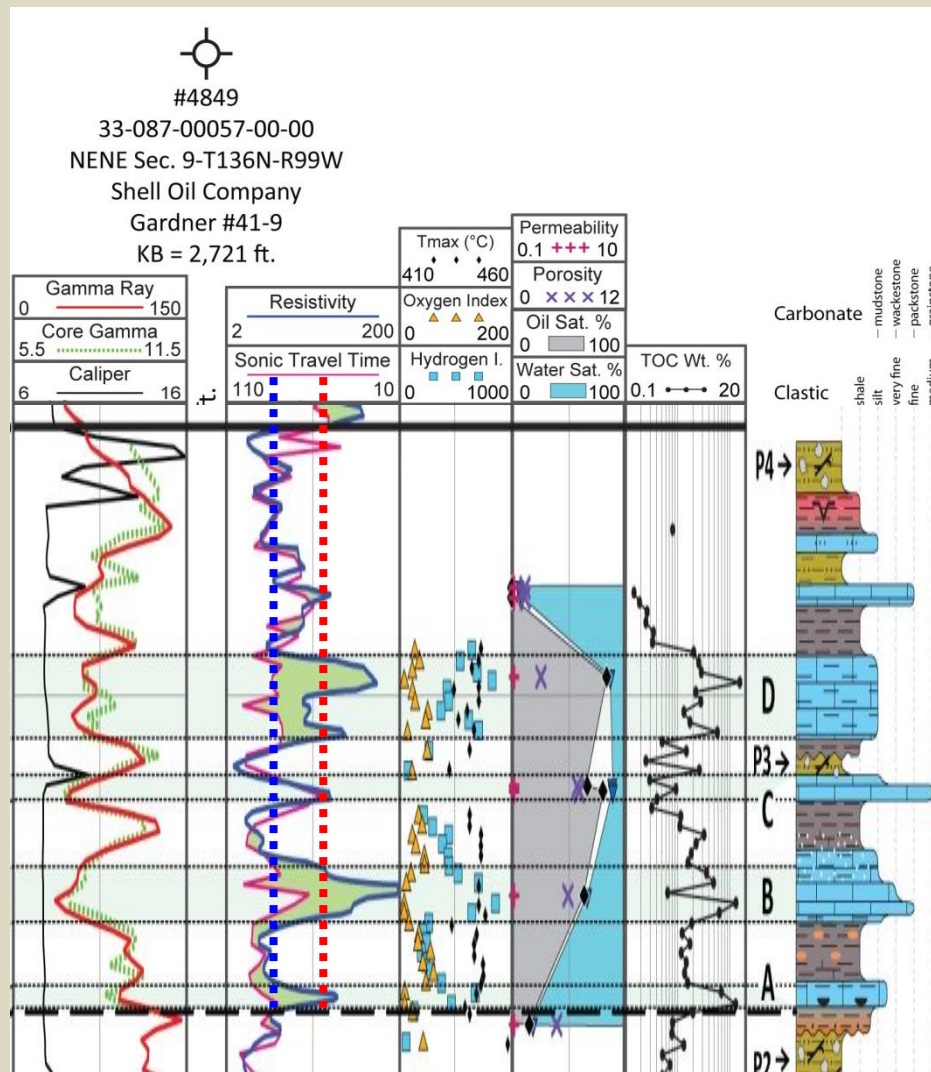 #4849
33-087-00057-00-00
NENE Sec. 9-T136N-R99W
Shell Oil Company
Gardner #41-9
KB = 2,721 ft.
Gamma Ray
0 150
Core Gamma
5.5 11.5
Caliper
6 16
Resistivity
2 200
Sonic Travel Time
110 10
Tmax (°C)
410 460
Oxygen Index
0 200
Hydrogen I.
0 1000
Permeability
0.1 +++ 10
Porosity
0 × × × 12
Oil Sat. %
0 100
Water Sat. %
0 100
TOC Wt. %
0.1 20
Carbonate
mudstone
wackestone
packstone
Clastic
shale
silt
very fine
fine
P4→
D
P3→
C
B
A
P2→